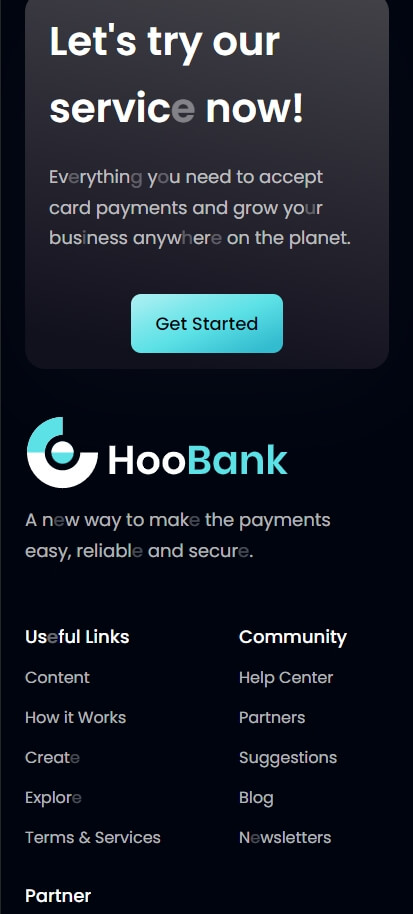 Let's try our
service now!
Everything you need to accept
card payments and grow your
business anywhere on the planet.
Get Started
HooBank
A new way to make the payments
easy, reliable and secure.
Useful Links
Content
How it Works
Create
Explore
Terms & Services
Community
Help Center
Partners
Suggestions
Blog
Newsletters
Partner